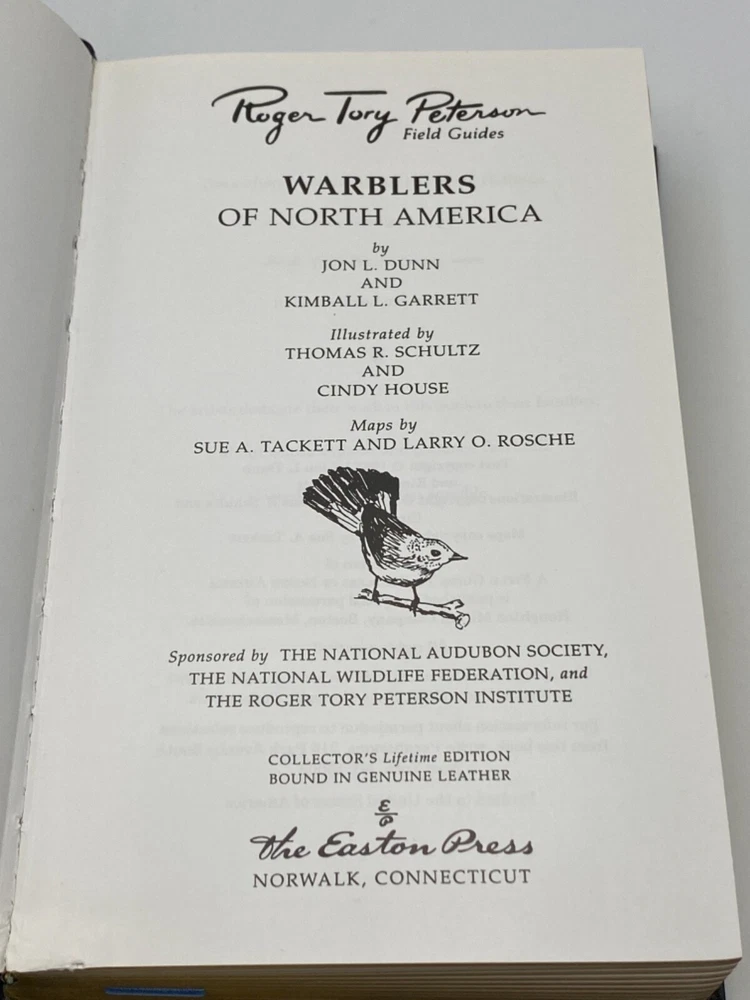 Roger Tory Peterson
Field Guides
WARBLERS
OF NORTH AMERICA
by
JON L. DUNN
AND
KIMBALL L. GARRETT
Illustrated by
THOMAS R. SCHULTZ
AND
CINDY HOUSE
Maps by
SUE A. TACKETT AND LARRY O. ROSCHE
Sponsored by THE NATIONAL AUDUBON SOCIETY,
THE NATIONAL WILDLIFE FEDERATION, and
THE ROGER TORY PETERSON INSTITUTE
COLLECTOR'S Lifetime EDITION
BOUND IN GENUINE LEATHER
E
P
The Easton Press
NORWALK, CONNECTICUT